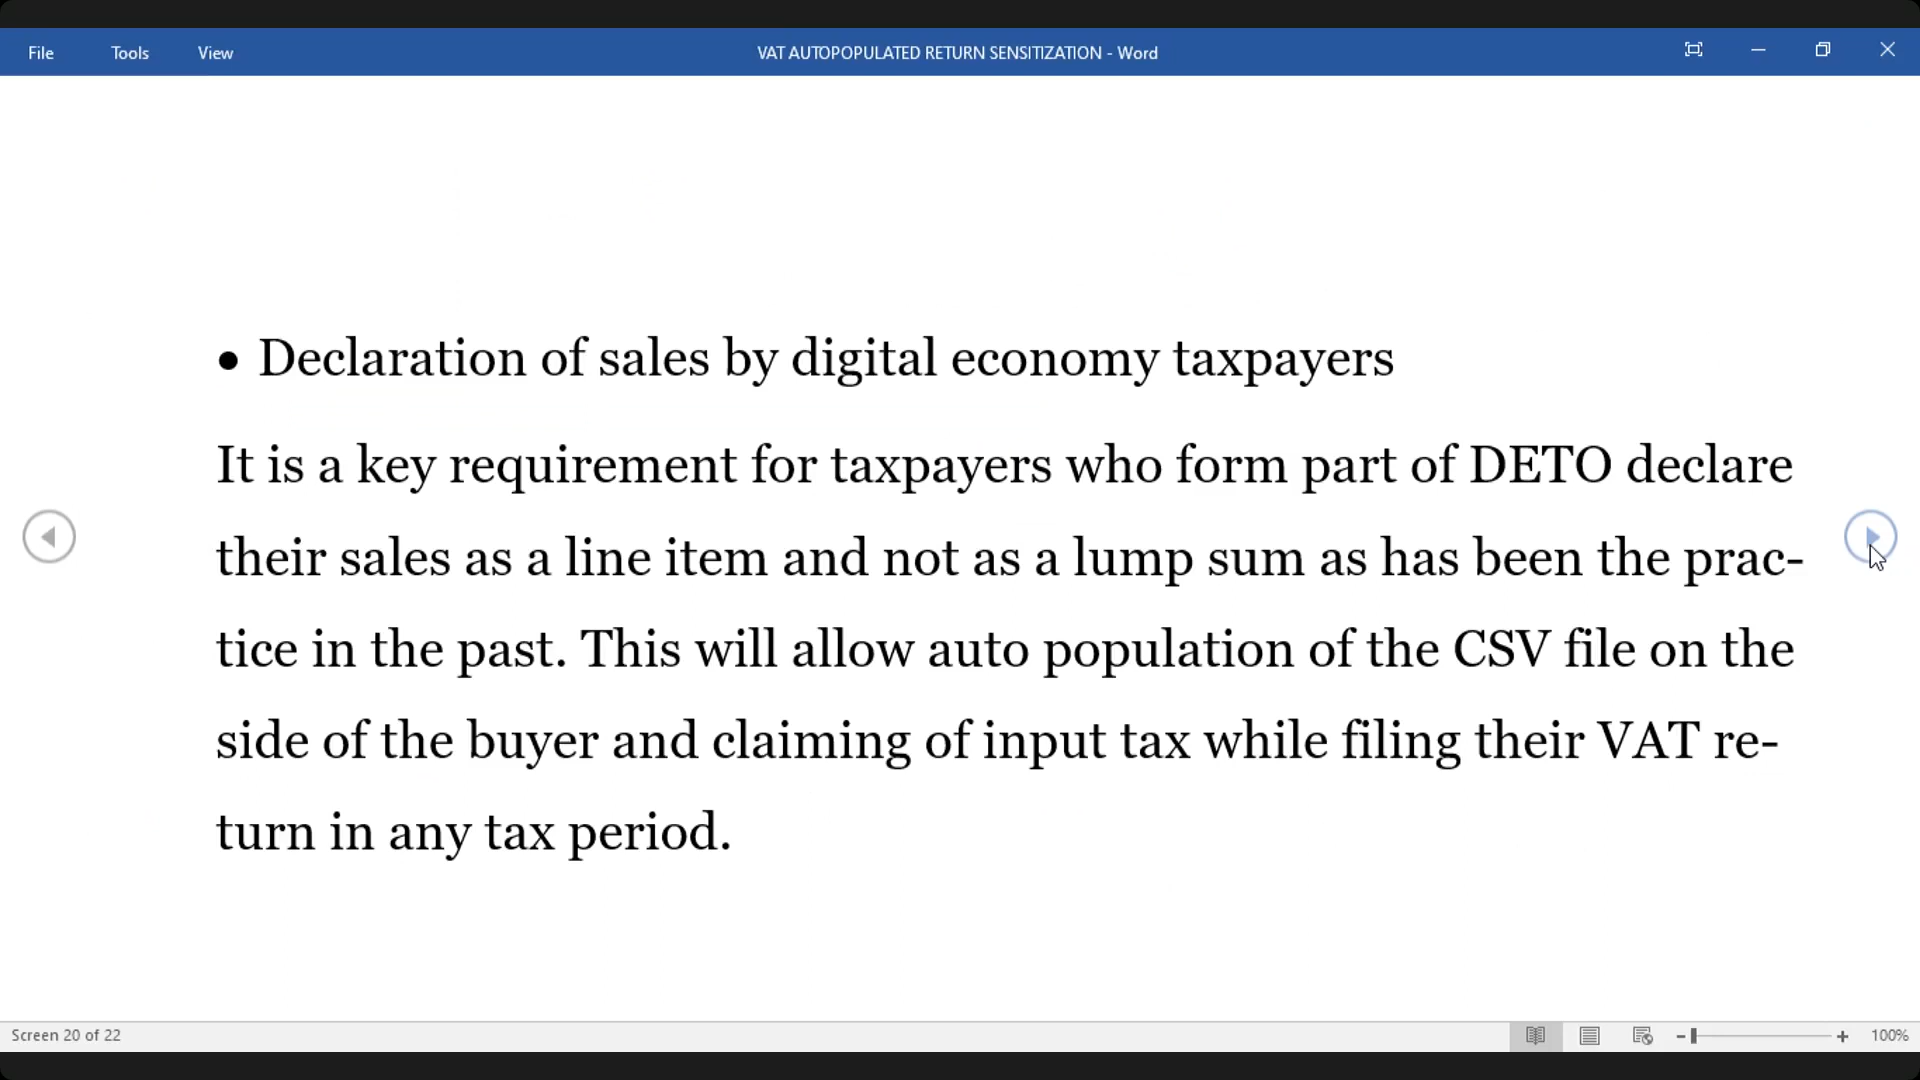 File Tools View VAT AUTOPOPULATED RETURN SENSITIZATION - Word
• Declaration of sales by digital economy taxpayers
It is a key requirement for taxpayers who form part of DETO declare
their sales as a line item and not as a lump sum as has been the prac-
tice in the past. This will allow auto population of the CSV file on the
side of the buyer and claiming of input tax while filing their VAT re-
turn in any tax period.
Screen 20 of 22 100%